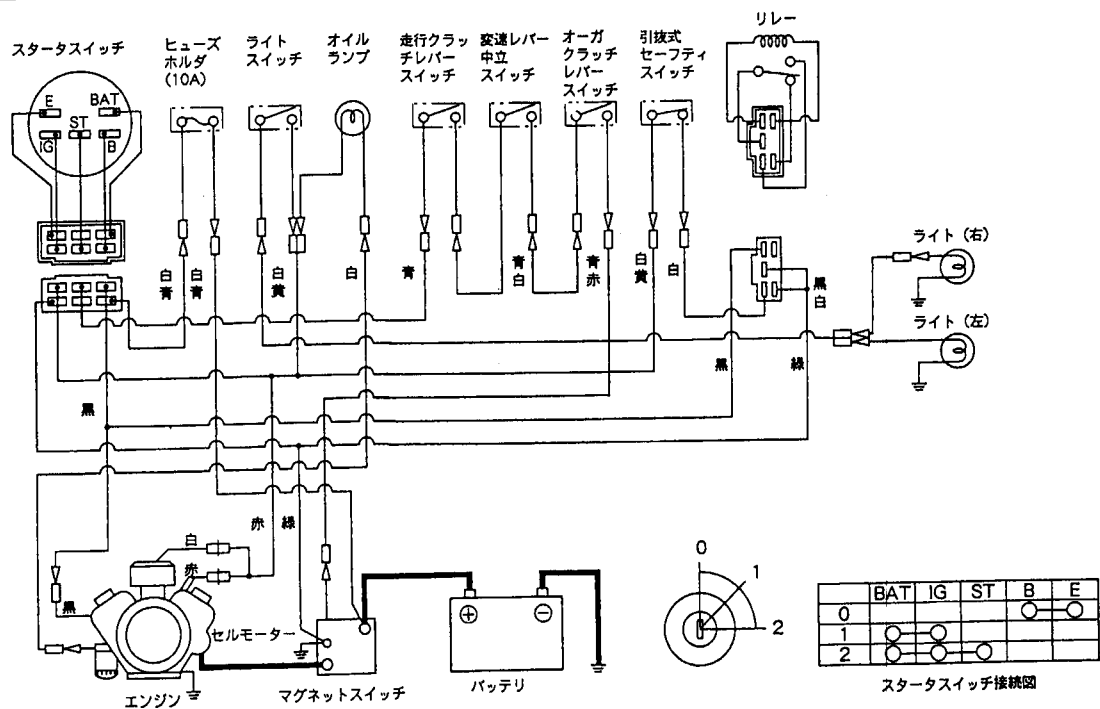 リレー
スタータスイッチ
ヒューズ
ホルダ
(10A)
ライト
スイッチ
オイル
ランプ
走行クラッ
チレバー
スイッチ
変速レバー
中立
スイッチ
オーガ
クラッチ
レバー
スイッチ
引抜式
セーフティ
スイッチ
E
BAT
ST
IG
B
白
青
白
青
白
黄
白
青
青
白
青
赤
白
黄
白
黒
白
ライト(右)
ライト(左)
黒
緑
黒
赤
緑
白
赤
黒
セルモーター
エンジン
マグネットスイッチ
⊕
⊖
バッテリ
0
1
2
BAT IG ST B E
0
1
2
スタータスイッチ接続図